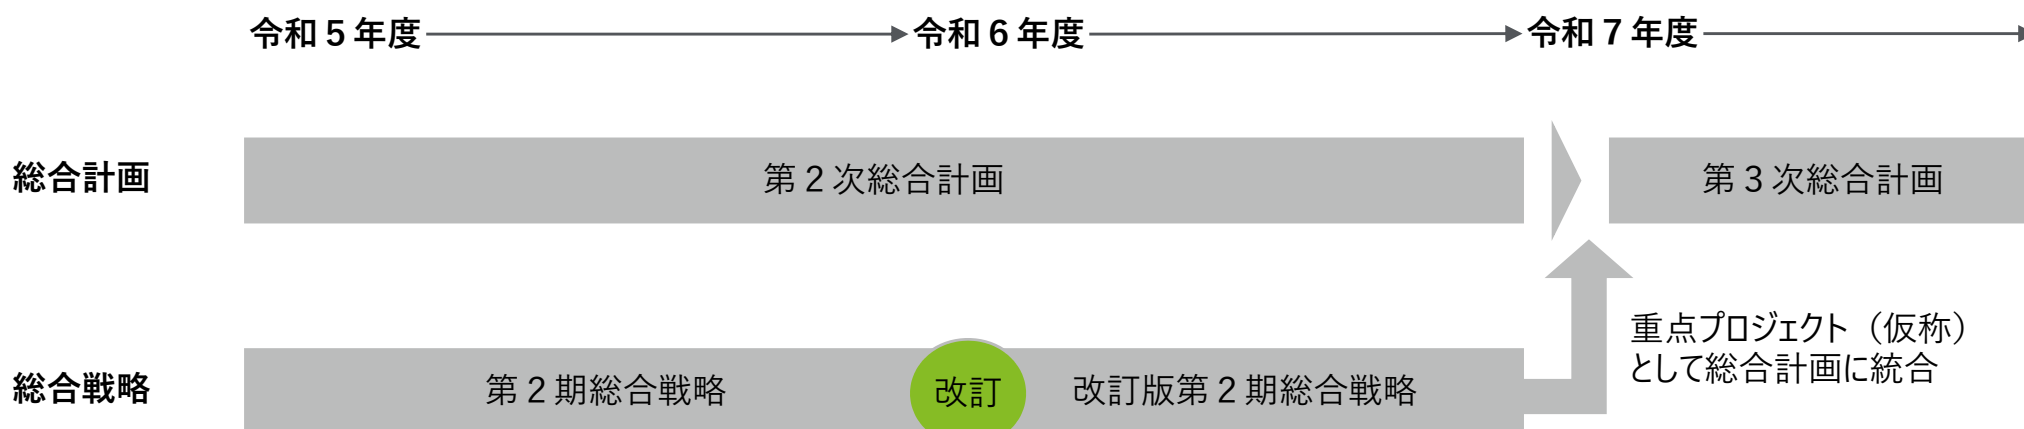 令和５年度 令和６年度 令和７年度
総合計画 第２次総合計画 第３次総合計画
重点プロジェクト（仮称）
として総合計画に統合
総合戦略 第２期総合戦略 改訂 改訂版第２期総合戦略